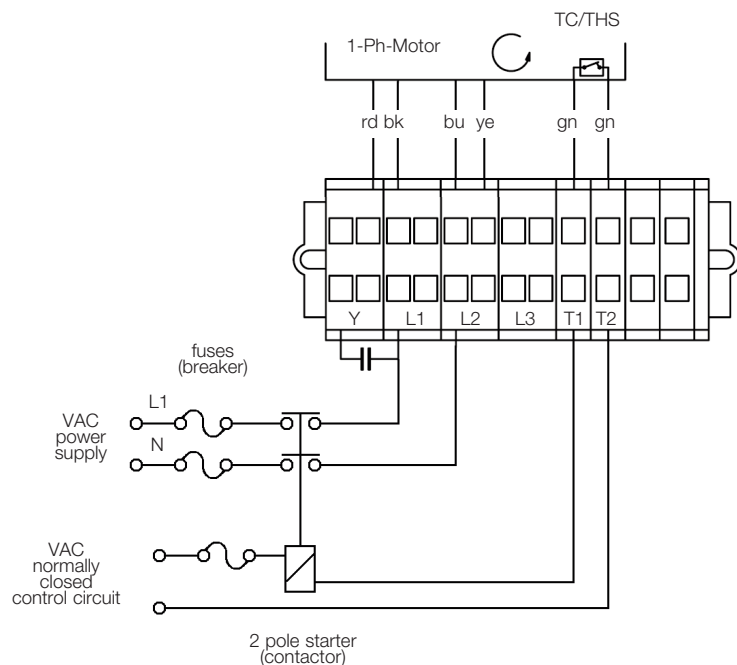 TC/THS
1-Ph-Motor
rd bk bu ye gn gn
Y L1 L2 L3 T1 T2
fuses
(breaker)
L1
VAC
power
supply
N
VAC
normally
closed
control circuit
2 pole starter
(contactor)